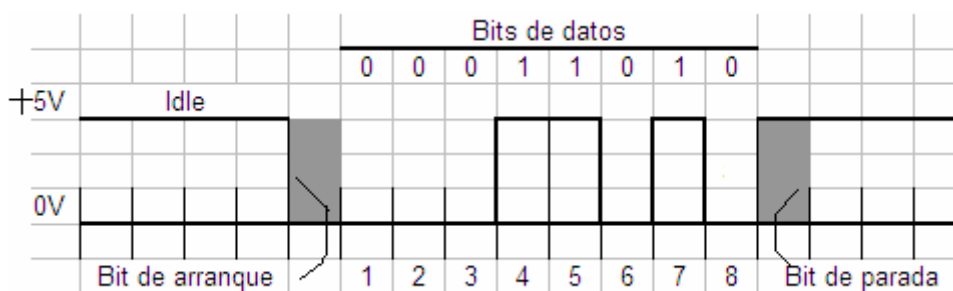 Bits de datos
0 0 0 1 1 0 1 0
+5V Idle
0V
Bit de arranque 1 2 3 4 5 6 7 8 Bit de parada